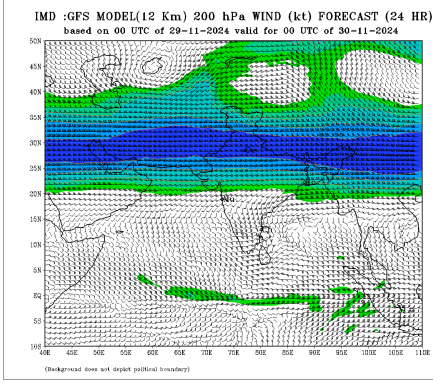 IMD :GFS MODEL(12 Km) 200 hPa WIND (kt) FORECAST (24 HR)
based on 00 UTC of 29-11-2024 valid for 00 UTC of 30-11-2024
50N
45N
40N
35N
30N
25N
20N
15N
10N
5N
EQ
5S
10S
40E 45E 50E 55E 60E 65E 70E 75E 80E 85E 90E 95E 100E 105E 110E
(Background does not depict political boundary)